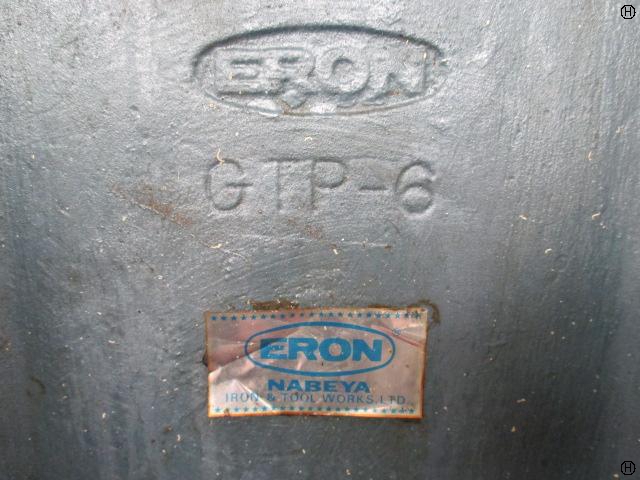 ERON
GTP-6
ERON®
NABEYA
IRON & TOOL WORKS, LTD.
H
H